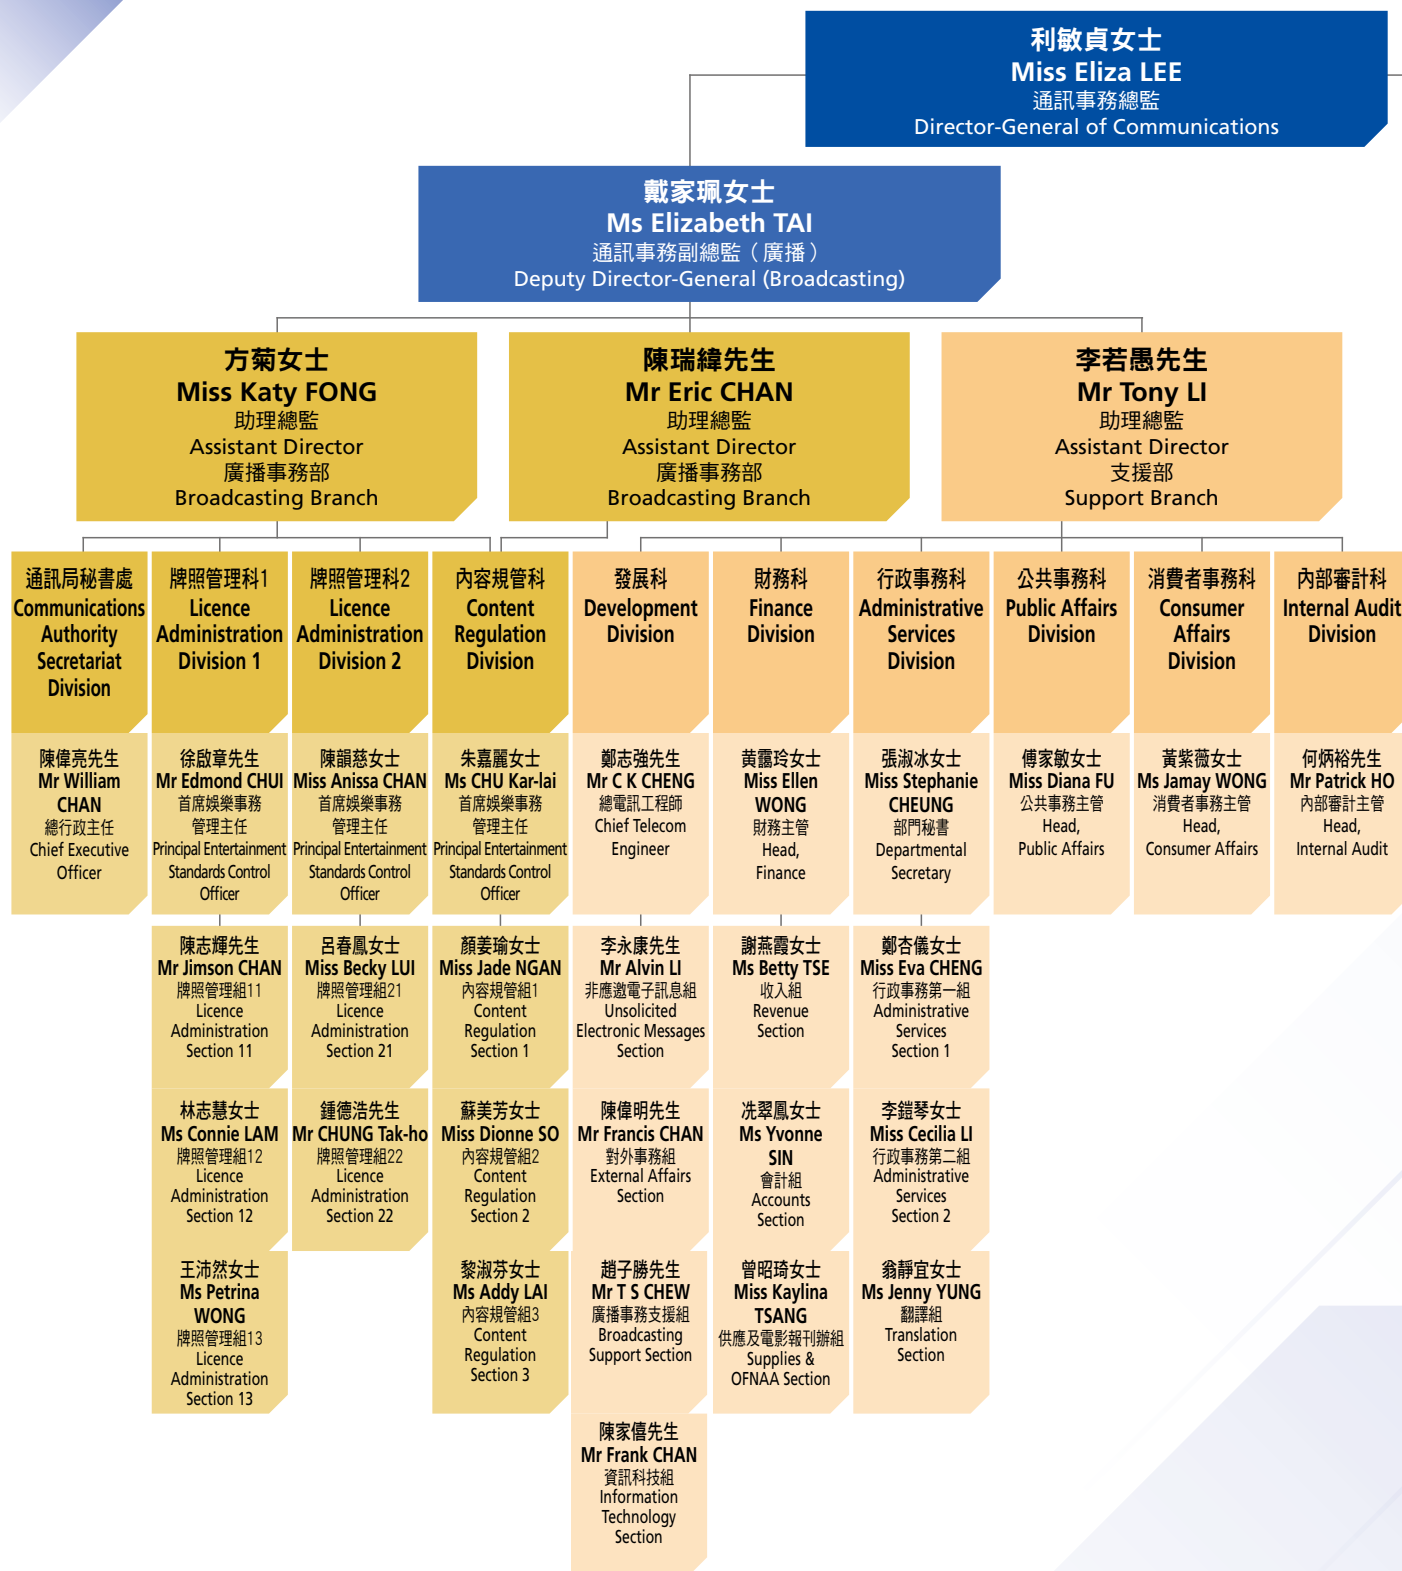 利敏貞女士
Miss Eliza LEE
通訊事務總監
Director-General of Communications
戴家珮女士
Ms Elizabeth TAI
通訊事務副總監（廣播）
Deputy Director-General (Broadcasting)
方菊女士
Miss Katy FONG
助理總監
Assistant Director
廣播事務部
Broadcasting Branch
陳瑞緯先生
Mr Eric CHAN
助理總監
Assistant Director
廣播事務部
Broadcasting Branch
李若愚先生
Mr Tony LI
助理總監
Assistant Director
支援部
Support Branch
通訊局秘書處
Communications
Authority
Secretariat
Division
牌照管理科1
Licence
Administration
Division 1
牌照管理科2
Licence
Administration
Division 2
內容規管科
Content
Regulation
Division
發展科
Development
Division
財務科
Finance
Division
行政事務科
Administrative
Services
Division
公共事務科
Public Affairs
Division
消費者事務科
Consumer
Affairs
Division
內部審計科
Internal Audit
Division
陳偉亮先生
Mr William
CHAN
總行政主任
Chief Executive
Officer
徐啟章先生
Mr Edmond CHUI
首席娛樂事務
管理主任
Principal Entertainment
Standards Control
Officer
陳韻慈女士
Miss Anissa CHAN
首席娛樂事務
管理主任
Principal Entertainment
Standards Control
Officer
朱嘉麗女士
Ms CHU Kar-lai
首席娛樂事務
管理主任
Principal Entertainment
Standards Control
Officer
鄭志強先生
Mr C K CHENG
總電訊工程師
Chief Telecom
Engineer
黃靄玲女士
Miss Ellen
WONG
財務主管
Head,
Finance
張淑冰女士
Miss Stephanie
CHEUNG
部門秘書
Departmental
Secretary
傅家敏女士
Miss Diana FU
公共事務主管
Head,
Public Affairs
黃紫薇女士
Ms Jamay WONG
消費者事務主管
Head,
Consumer Affairs
何炳裕先生
Mr Patrick HO
內部審計主管
Head,
Internal Audit
陳志輝先生
Mr Jimson CHAN
牌照管理組11
Licence
Administration
Section 11
呂春鳳女士
Miss Becky LUI
牌照管理組21
Licence
Administration
Section 21
顏姜瑜女士
Miss Jade NGAN
內容規管組1
Content
Regulation
Section 1
李永康先生
Mr Alvin LI
非應邀電子訊息組
Unsolicited
Electronic Messages
Section
謝燕霞女士
Ms Betty TSE
收入組
Revenue
Section
鄭杏儀女士
Miss Eva CHENG
行政事務第一組
Administrative
Services
Section 1
林志慧女士
Ms Connie LAM
牌照管理組12
Licence
Administration
Section 12
鍾德浩先生
Mr CHUNG Tak-ho
牌照管理組22
Licence
Administration
Section 22
蘇美芳女士
Miss Dionne SO
內容規管組2
Content
Regulation
Section 2
陳偉明先生
Mr Francis CHAN
對外事務組
External Affairs
Section
冼翠鳳女士
Ms Yvonne
SIN
會計組
Accounts
Section
李鎧琴女士
Miss Cecilia LI
行政事務第二組
Administrative
Services
Section 2
王沛然女士
Ms Petrina
WONG
牌照管理組13
Licence
Administration
Section 13
黎淑芬女士
Ms Addy LAI
內容規管組3
Content
Regulation
Section 3
趙子勝先生
Mr T S CHEW
廣播事務支援組
Broadcasting
Support Section
曾昭琦女士
Miss Kaylina
TSANG
供應及電影報刊辦組
Supplies &
OFNAA Section
翁靜宜女士
Ms Jenny YUNG
翻譯組
Translation
Section
陳家僖先生
Mr Frank CHAN
資訊科技組
Information
Technology
Section